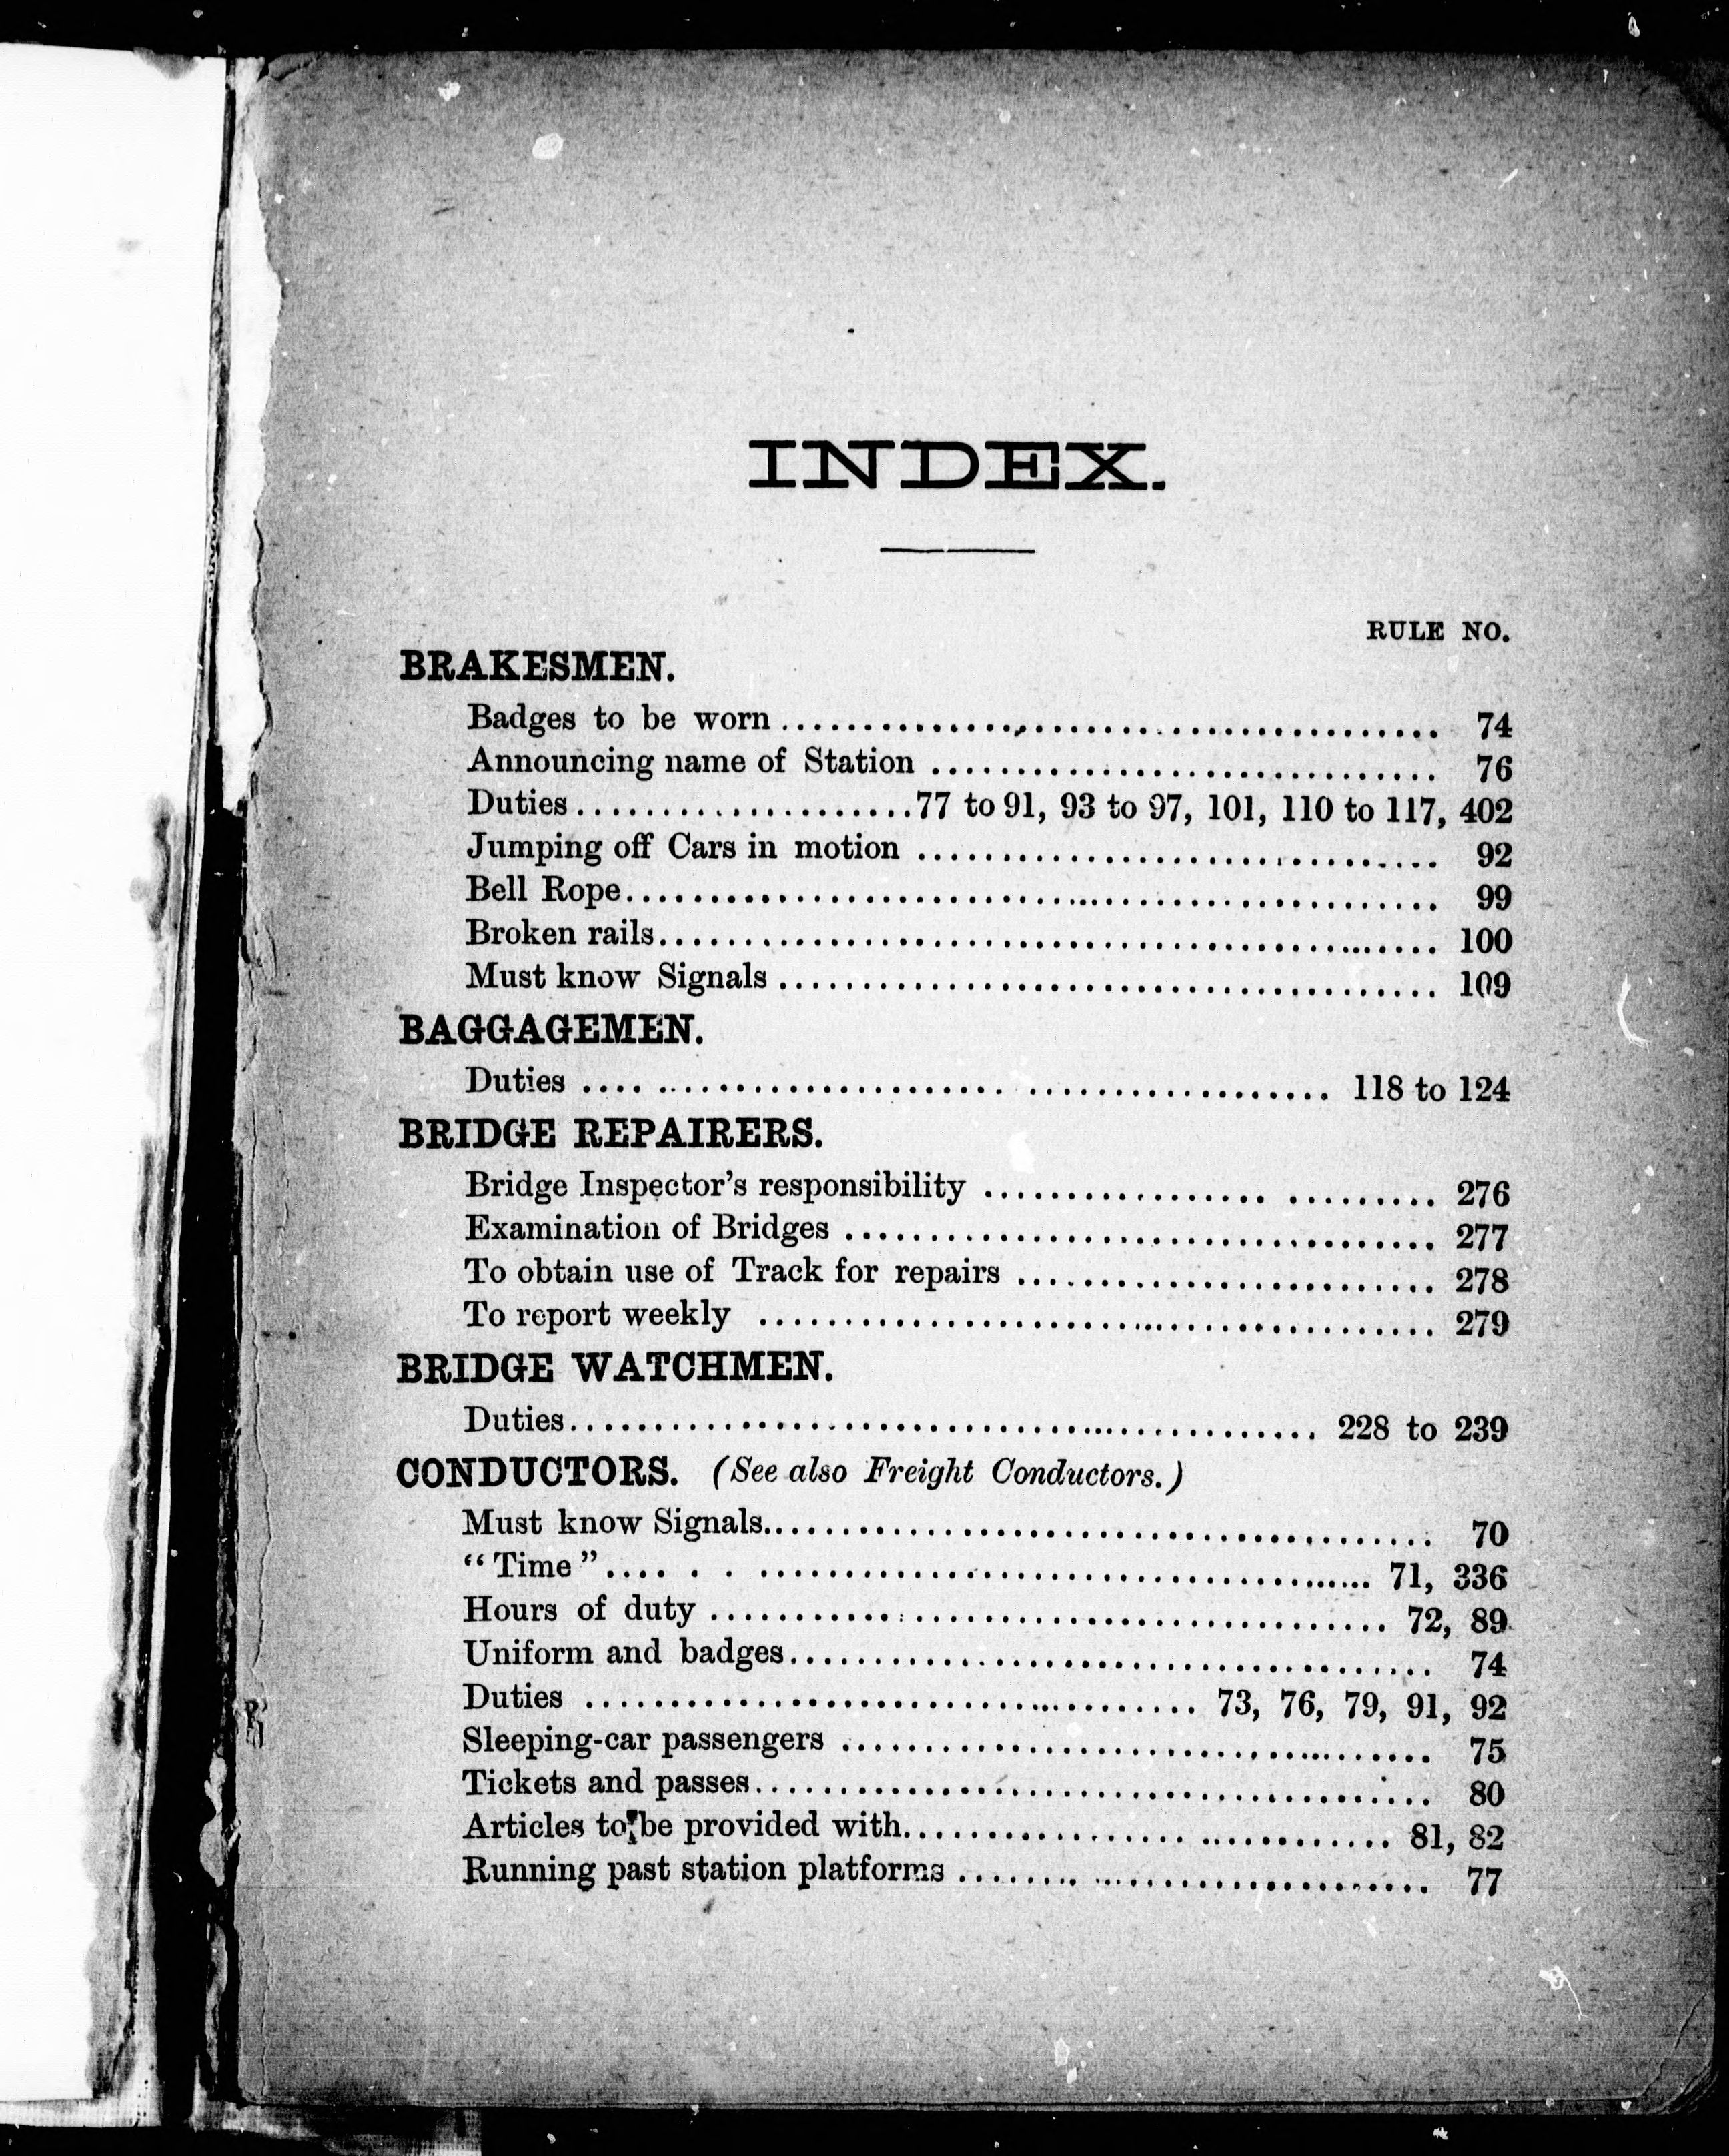 INDEX.
RULE NO.
BRAKESMEN.
Badges to be worn ........................................ 74
Announcing name of Station ........................................ 76
Duties....................77 to 91, 93 to 97, 101, 110 to 117, 402
Jumping off Cars in motion ........................................ 92
Bell Rope........................................ 99
Broken rails........................................ 100
Must know Signals ........................................ 109
BAGGAGEMEN.
Duties ........................................ 118 to 124
BRIDGE REPAIRERS.
Bridge Inspector's responsibility .............................. 276
Examination of Bridges ........................................ 277
To obtain use of Track for repairs .............................. 278
To report weekly ........................................ 279
BRIDGE WATCHMEN.
Duties........................................ 228 to 239
CONDUCTORS. (See also Freight Conductors.)
Must know Signals........................................ 70
“Time”........................................ 71, 336
Hours of duty ........................................ 72, 89
Uniform and badges........................................ 74
Duties .............................. 73, 76, 79, 91, 92
Sleeping-car passengers ........................................ 75
Tickets and passes........................................ 80
Articles to be provided with.............................. 81, 82
Running past station platforms .............................. 77